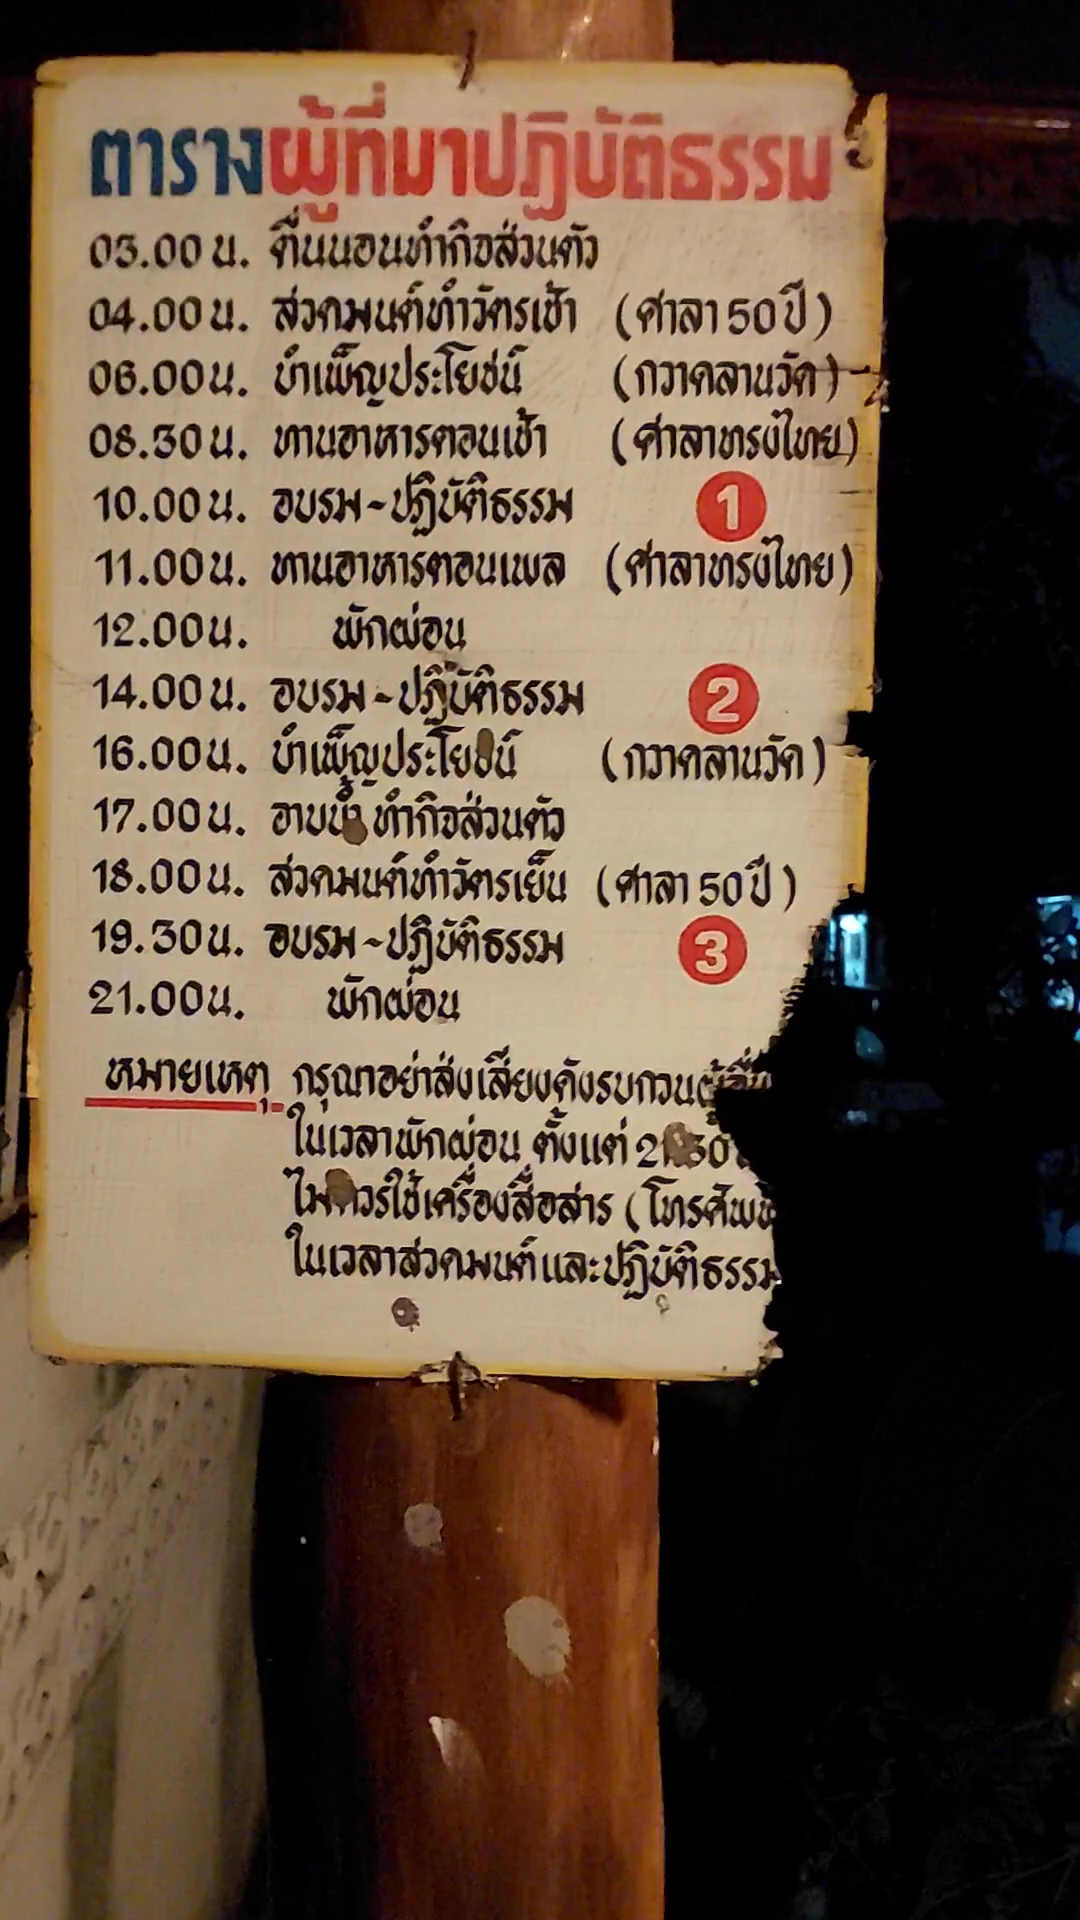 ตารางผู้ที่มาปฏิบัติธรรม
03.00 น. ตื่นนอนทำกิจส่วนตัว
04.00 น. สวดมนต์ทำวัตรเช้า (ศาลา 50 ปี)
06.00 น. บำเพ็ญประโยชน์ (กวาดลานวัด)
08.30 น. ทานอาหารตอนเช้า (ศาลาทรงไทย)
10.00 น. อบรม~ปฏิบัติธรรม 1
11.00 น. ทานอาหารตอนเพล (ศาลาทรงไทย)
12.00 น. พักผ่อน
14.00 น. อบรม~ปฏิบัติธรรม 2
16.00 น. บำเพ็ญประโยชน์ (กวาดลานวัด)
17.00 น. อาบน้ำ ทำกิจส่วนตัว
18.00 น. สวดมนต์ทำวัตรเย็น (ศาลา 50 ปี)
19.30 น. อบรม~ปฏิบัติธรรม 3
21.00 น. พักผ่อน
หมายเหตุ กรุณาอย่าส่งเสียงดังรบกวนผู้อื่น
ในเวลาพักผ่อน ตั้งแต่
ไม่ควรใช้เครื่องสื่อสาร
ในเวลาสวดมนต์และปฏิบัติธรรม